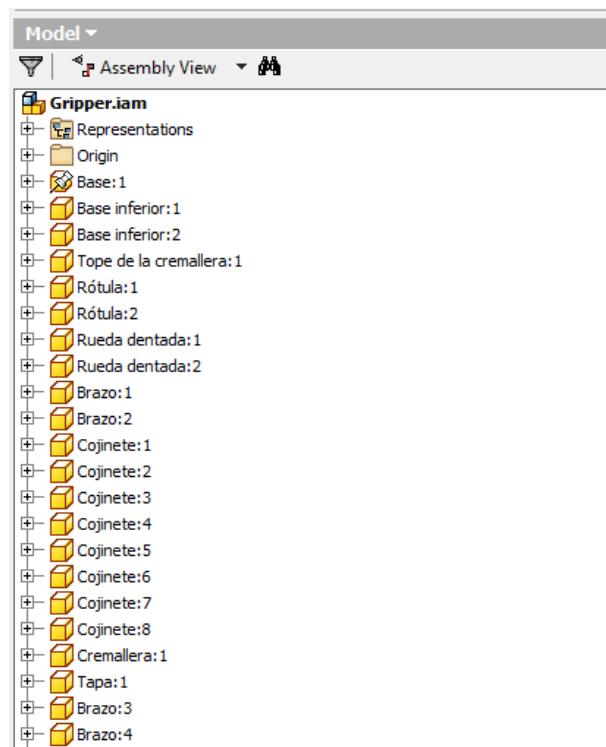 Model
Assembly View
Gripper.iam
Representations
Origin
Base:1
Base inferior:1
Base inferior:2
Tope de la cremallera:1
Rótula:1
Rótula:2
Rueda dentada:1
Rueda dentada:2
Brazo:1
Brazo:2
Cojinete:1
Cojinete:2
Cojinete:3
Cojinete:4
Cojinete:5
Cojinete:6
Cojinete:7
Cojinete:8
Cremallera:1
Tapa:1
Brazo:3
Brazo:4